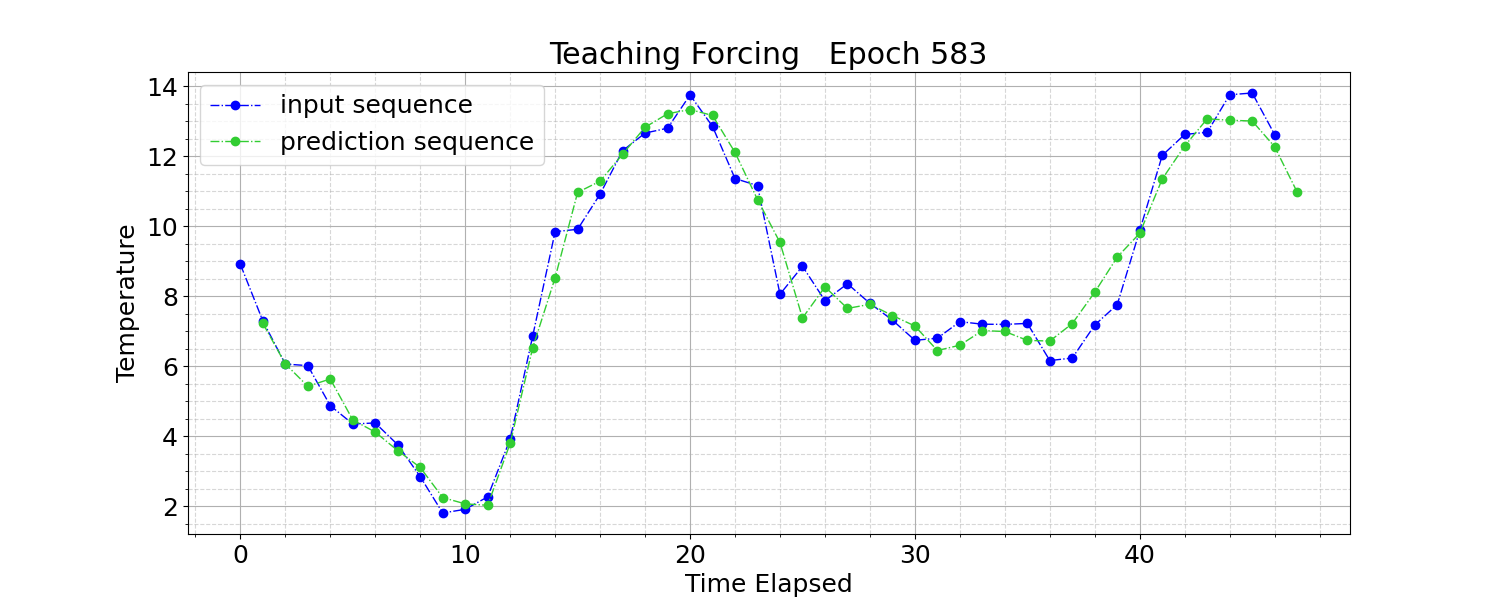 Teaching Forcing   Epoch 583
input sequence
prediction sequence
14
12
10
8
6
4
2
Temperature
0 10 20 30 40
Time Elapsed